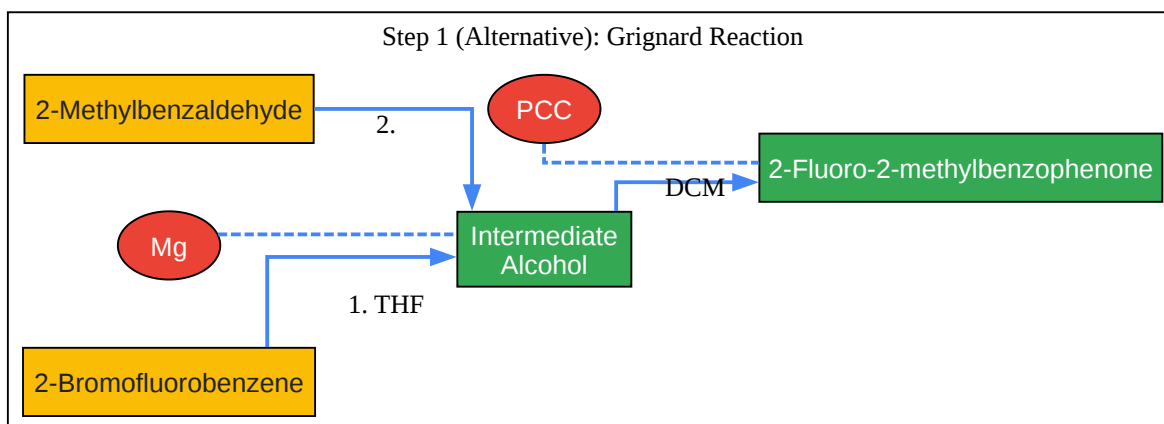 Step 1 (Alternative): Grignard Reaction
2-Methylbenzaldehyde
2.
PCC
2-Fluoro-2-methylbenzophenone
DCM
Mg
Intermediate
Alcohol
1. THF
2-Bromofluorobenzene